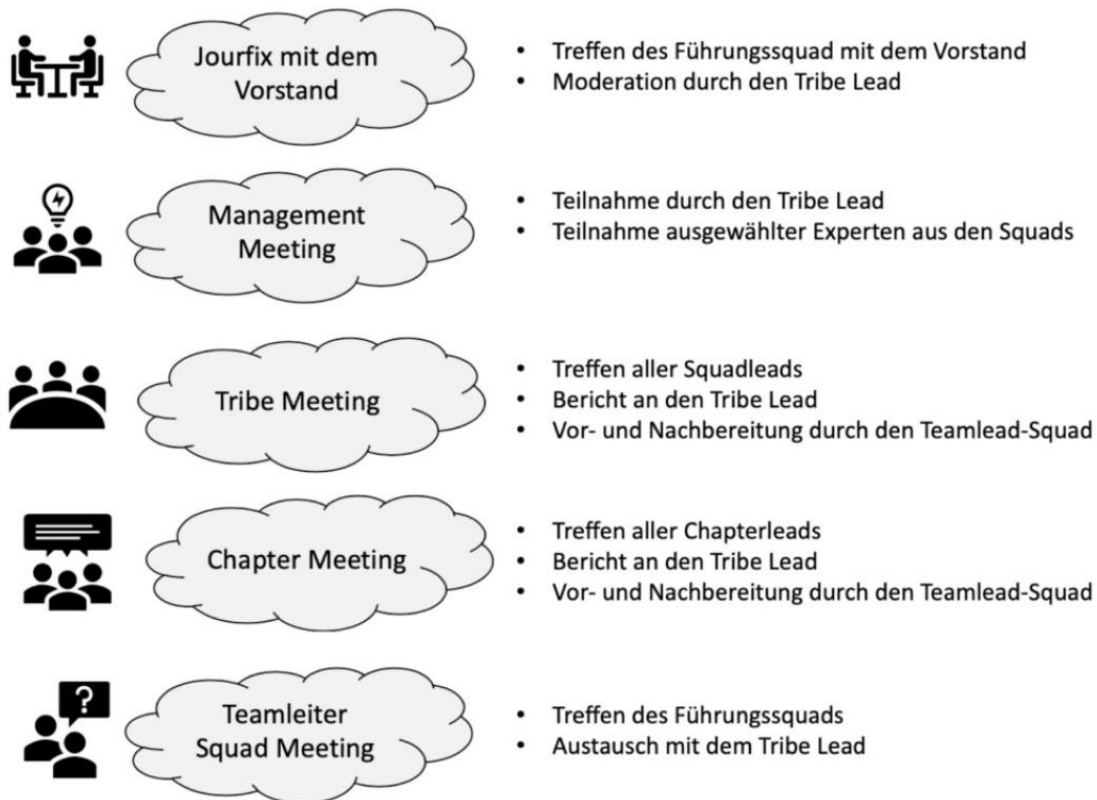 Jourfix mit dem
Vorstand
• Treffen des Führungssquad mit dem Vorstand
• Moderation durch den Tribe Lead
Management
Meeting
• Teilnahme durch den Tribe Lead
• Teilnahme ausgewählter Experten aus den Squads
Tribe Meeting
• Treffen aller Squadleads
• Bericht an den Tribe Lead
• Vor- und Nachbereitung durch den Teamlead-Squad
Chapter Meeting
• Treffen aller Chapterleads
• Bericht an den Tribe Lead
• Vor- und Nachbereitung durch den Teamlead-Squad
?
Teamleiter
Squad Meeting
• Treffen des Führungssquads
• Austausch mit dem Tribe Lead